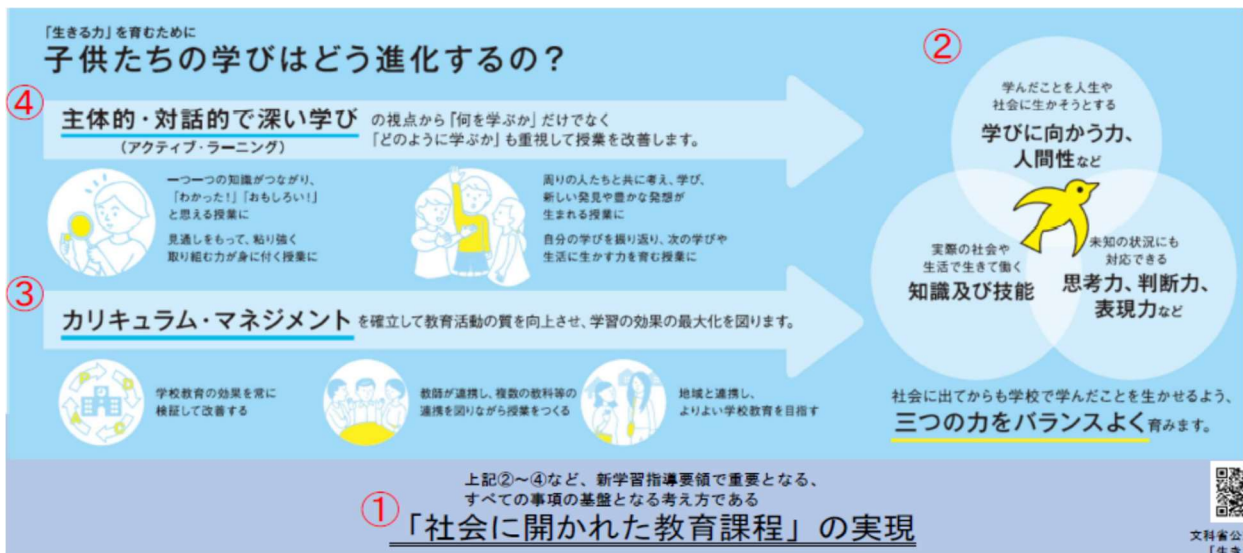 「生きる力」を育むために
子供たちの学びはどう進化するの？
④
主体的・対話的で深い学び の視点から「何を学ぶか」だけでなく
（アクティブ・ラーニング） 「どのように学ぶか」も重視して授業を改善します。
一つ一つの知識がつながり、
「わかった！」「おもしろい！」
と思える授業に
見通しをもって、粘り強く
取り組む力が身に付く授業に
周りの人たちと共に考え、学び、
新しい発見や豊かな発想が
生まれる授業に
自分の学びを振り返り、次の学びや
生活に生かす力を育む授業に
③
カリキュラム・マネジメント を確立して教育活動の質を向上させ、学習の効果の最大化を図ります。
学校教育の効果を常に
検証して改善する
教師が連携し、複数の教科等の
連携を図りながら授業をつくる
地域と連携し、
よりよい学校教育を目指す
②
学んだことを人生や
社会に生かそうとする
学びに向かう力、
人間性など
実際の社会や
生活で生きて働く
知識及び技能
未知の状況にも
対応できる
思考力、判断力、
表現力など
社会に出てからも学校で学んだことを生かせるよう、
三つの力をバランスよく育みます。
上記②～④など、新学習指導要領で重要となる、
すべての事項の基盤となる考え方である
①「社会に開かれた教育課程」の実現
文科省公
「生き